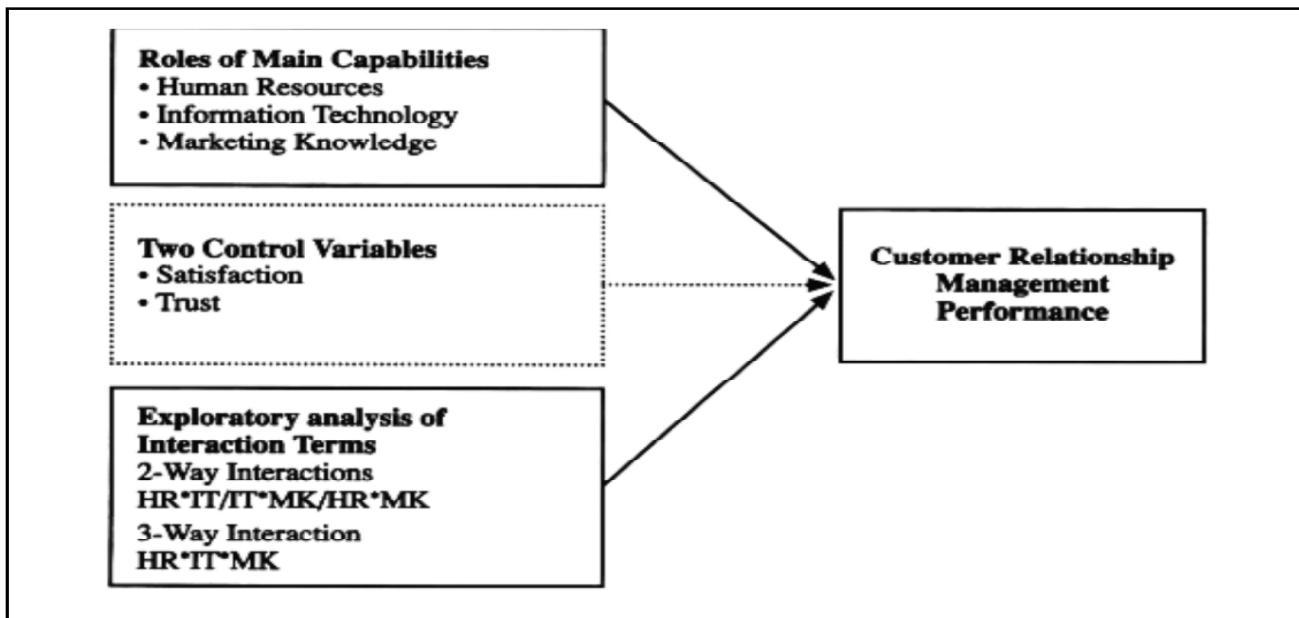 Roles of Main Capabilities
• Human Resources
• Information Technology
• Marketing Knowledge
Two Control Variables
• Satisfaction
• Trust
Exploratory analysis of
Interaction Terms
2-Way Interactions
HR*IT/IT*MK/HR*MK
3-Way Interaction
HR*IT*MK
Customer Relationship
Management
Performance